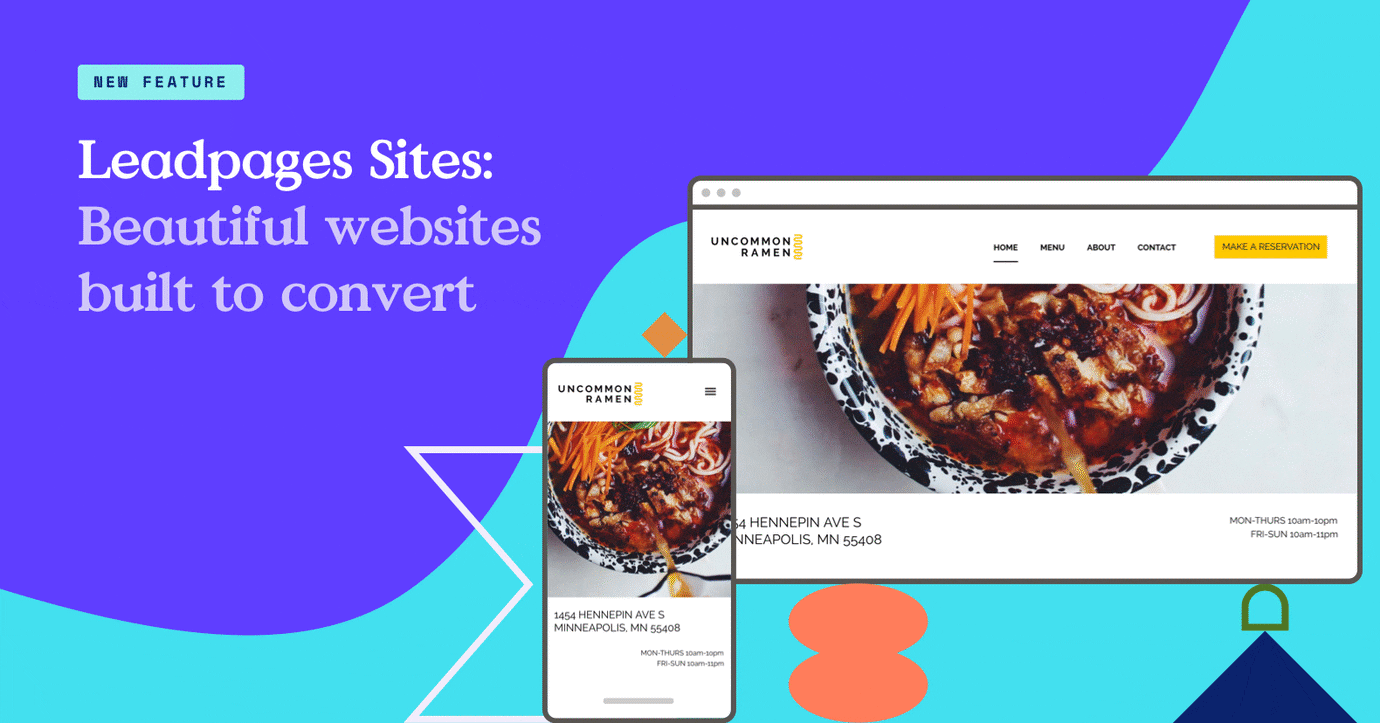 NEW FEATURE
Leadpages Sites:
Beautiful websites
built to convert
UNCOMMON
RAMEN
HOME MENU ABOUT CONTACT MAKE A RESERVATION
HENNEPIN AVE S
MN 55408
MON-THURS 10am-10pm
FRI-SUN 10am-11pm
UNCOMMON
RAMEN
1454 HENNEPIN AVE S
MINNEAPOLIS, MN 55408
MON-THURS 10am-10pm
FRI-SUN 10am-11pm